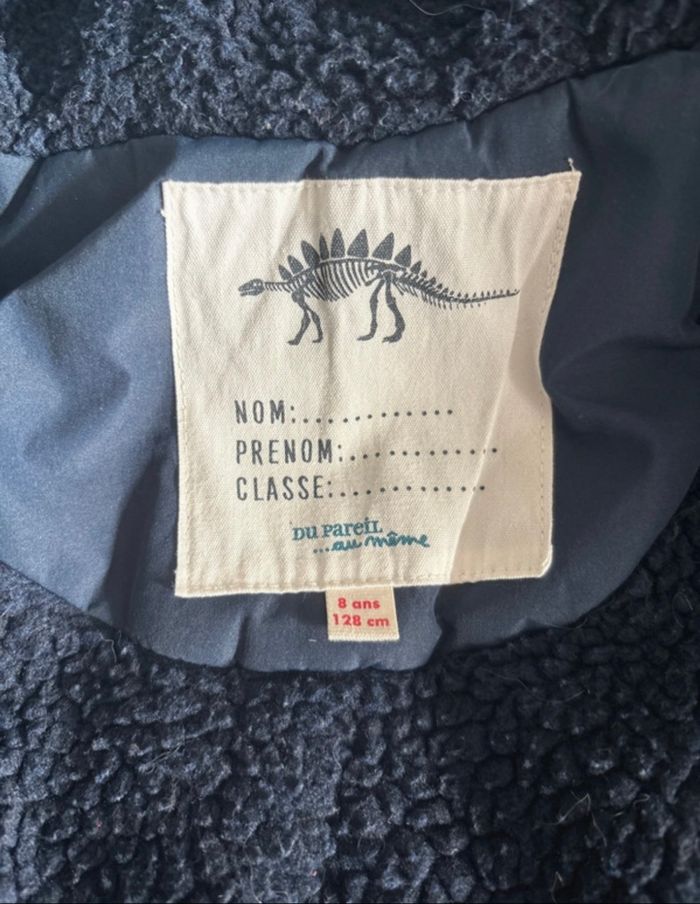 NOM:............
PRENOM:............
CLASSE:............
DU PAREIL
...au même
8 ans
128 cm